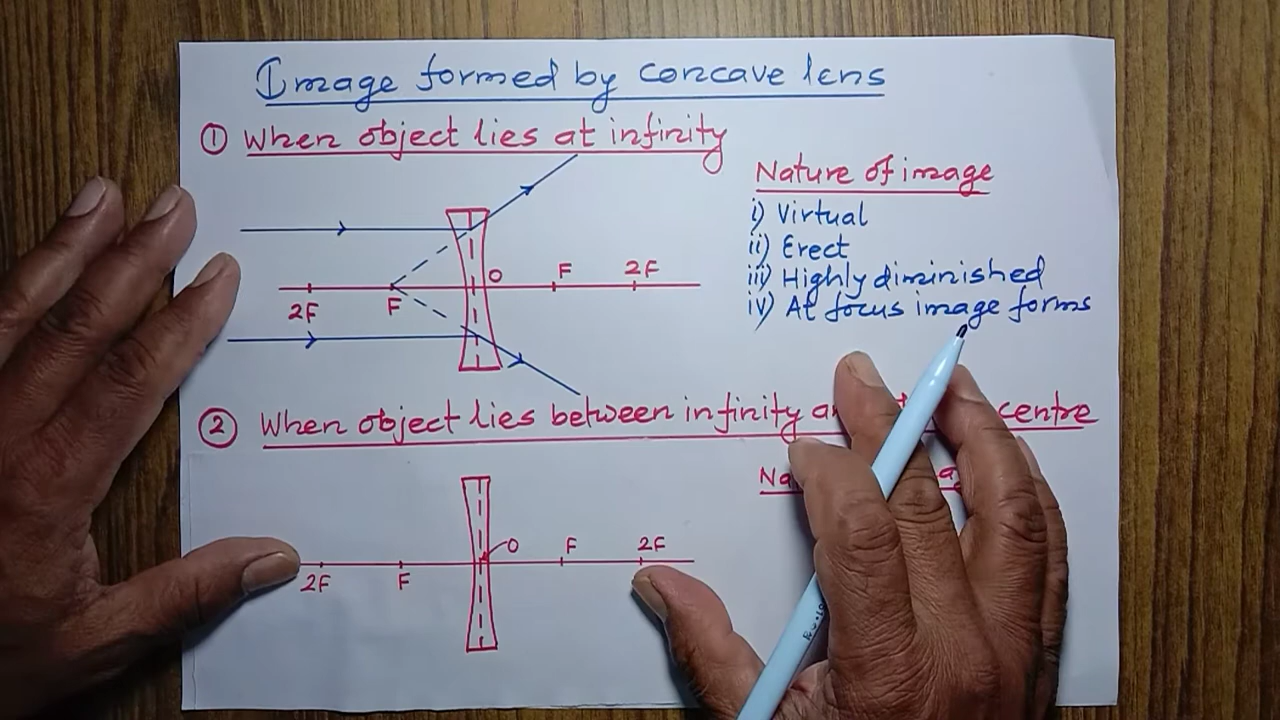 Image formed by concave lens
① When object lies at infinity
Nature of image
i) Virtual
ii) Erect
iii) Highly diminished
iv) At focus image forms
O F 2F
2F F
② When object lies between infinity centre
O F 2F
2F F